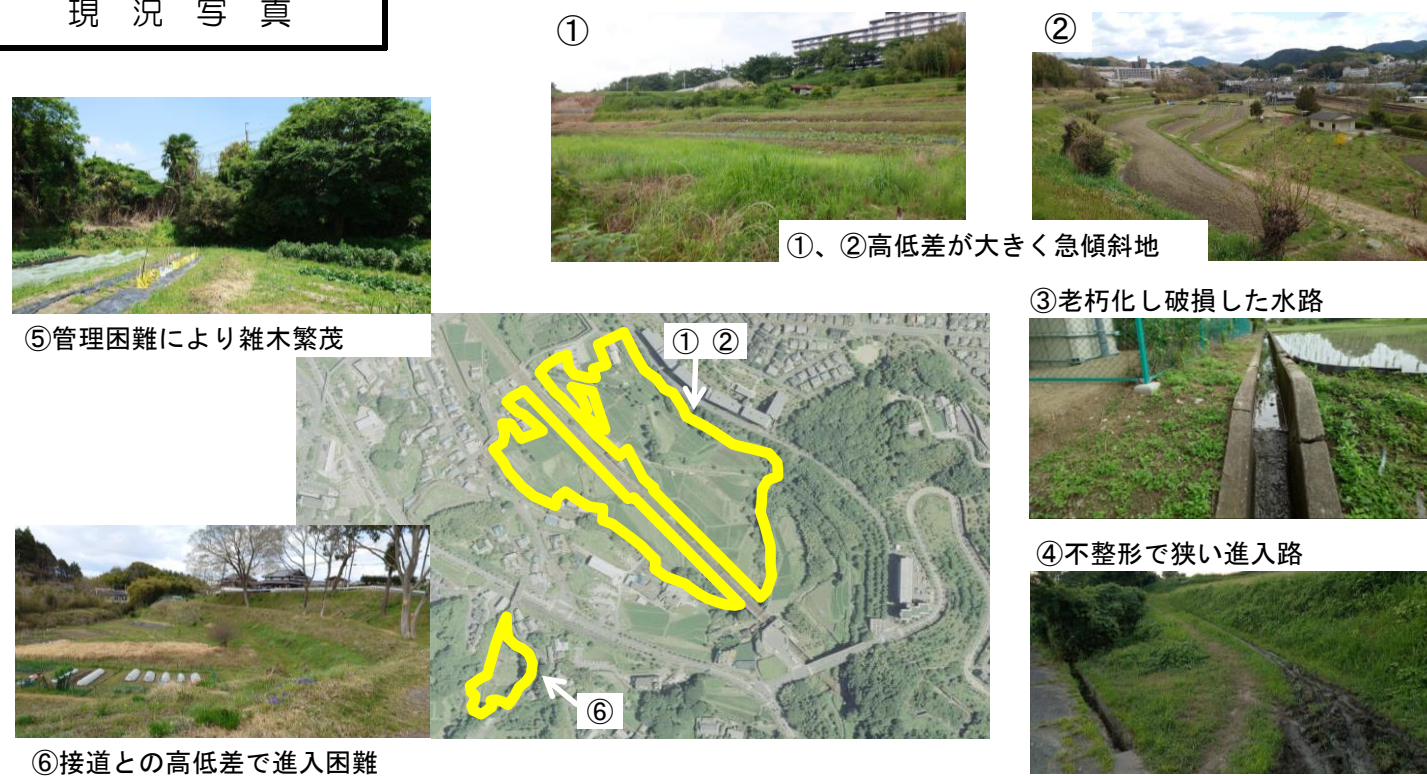 現況写真
①
②
①、②高低差が大きく急傾斜地
⑤管理困難により雑木繁茂
③老朽化し破損した水路
① ②
④不整形で狭い進入路
⑥
⑥接道との高低差で進入困難